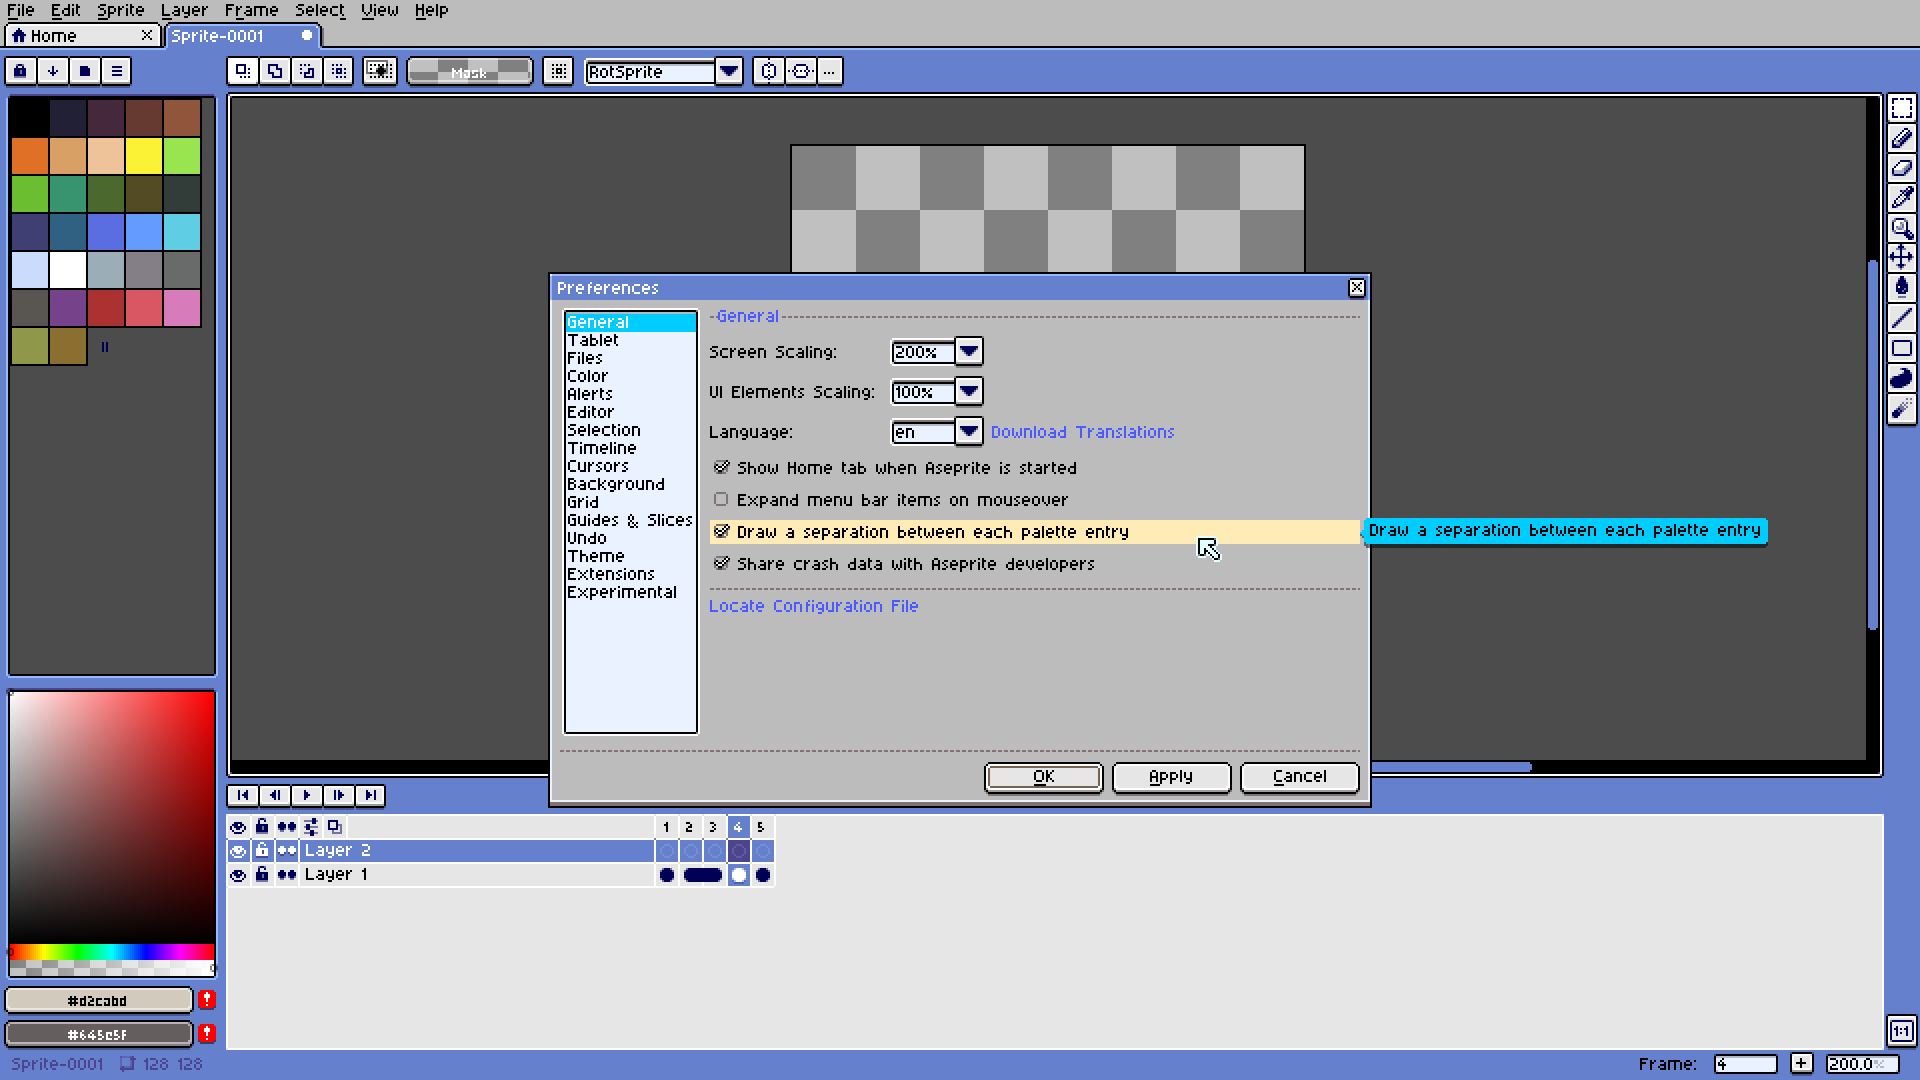 File Edit Sprite Layer Frame Select View Help
Home Sprite-0001
Mask RotSprite ...
Preferences
General
Tablet
Files
Color
Alerts
Editor
Selection
Timeline
Cursors
Background
Grid
Guides & Slices
Undo
Theme
Extensions
Experimental
General
Screen Scaling: 200%
UI Elements Scaling: 100%
Language: en Download Translations
Show Home tab when Aseprite is started
Expand menu bar items on mouseover
Draw a separation between each palette entry
Draw a separation between each palette entry
Share crash data with Aseprite developers
Locate Configuration File
OK Apply Cancel
1 2 3 4 5
Layer 2
Layer 1
#d2cabd
#645e5f
1:1
Sprite-0001 128 128 Frame: 4 + 200.0%